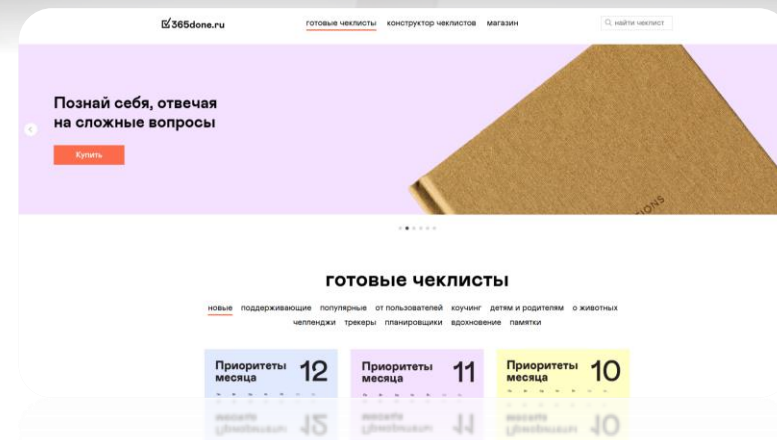 365done.ru
готовые чеклисты конструктор чеклистов магазин
найти чеклист
Познай себя, отвечая
на сложные вопросы
Купить
IONS
готовые чеклисты
новые поддерживающие популярные от пользователей коучинг детям и родителям о животных
челленджи трекеры планировщики вдохновение памятки
Приоритеты
месяца
12
Приоритеты
месяца
11
Приоритеты
месяца
10